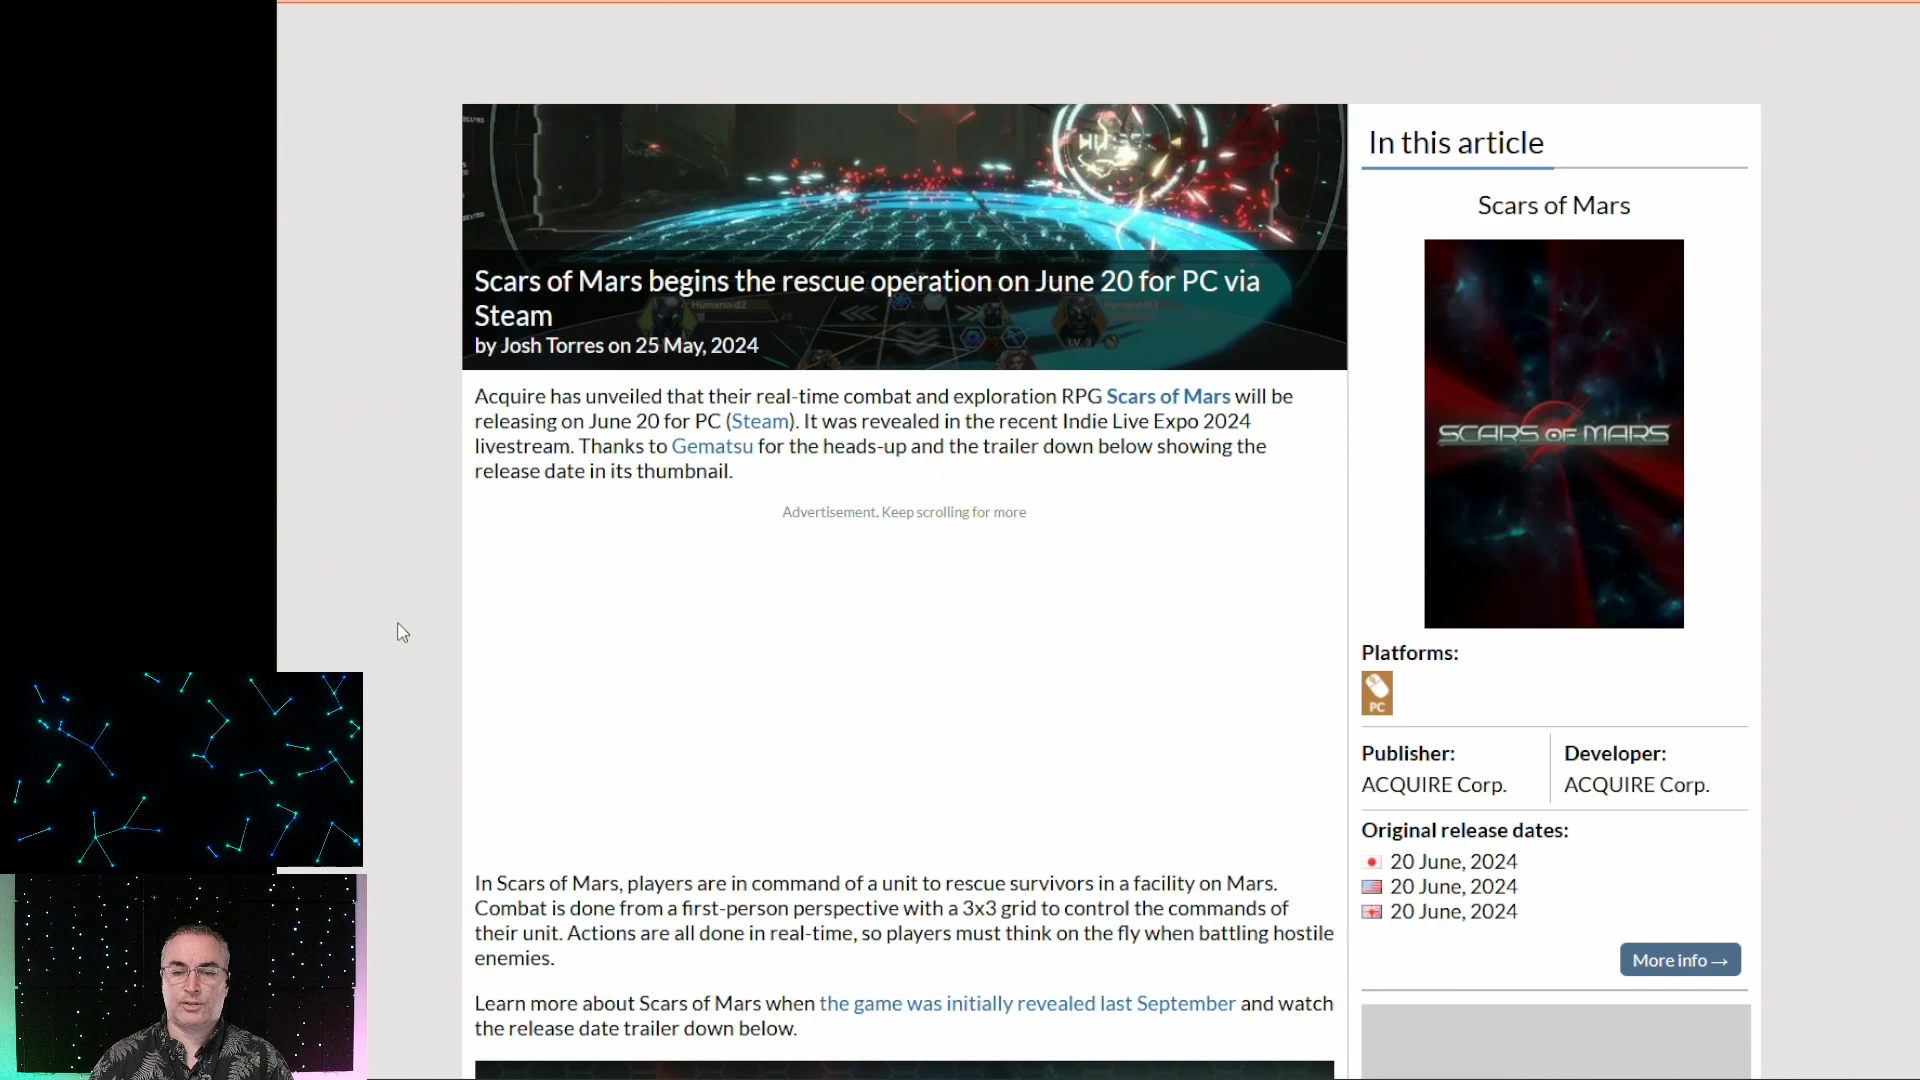 Scars of Mars begins the rescue operation on June 20 for PC via
Steam
by Josh Torres on 25 May, 2024
Acquire has unveiled that their real-time combat and exploration RPG Scars of Mars will be
releasing on June 20 for PC (Steam). It was revealed in the recent Indie Live Expo 2024
livestream. Thanks to Gematsu for the heads-up and the trailer down below showing the
release date in its thumbnail.
Advertisement. Keep scrolling for more
In Scars of Mars, players are in command of a unit to rescue survivors in a facility on Mars.
Combat is done from a first-person perspective with a 3x3 grid to control the commands of
their unit. Actions are all done in real-time, so players must think on the fly when battling hostile
enemies.
Learn more about Scars of Mars when the game was initially revealed last September and watch
the release date trailer down below.
In this article
Scars of Mars
SCARS OF MARS
Platforms:
PC
Publisher:
ACQUIRE Corp.
Developer:
ACQUIRE Corp.
Original release dates:
20 June, 2024
20 June, 2024
20 June, 2024
More info →
Humanoid2
28
LV.3